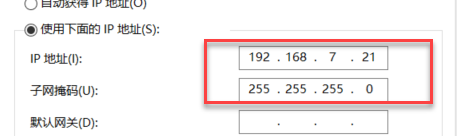 自动获得 IP 地址(O)
使用下面的 IP 地址(S):
IP 地址(I): 192 . 168 . 7 . 21
子网掩码(U): 255 . 255 . 255 . 0
默认网关(D): . . .